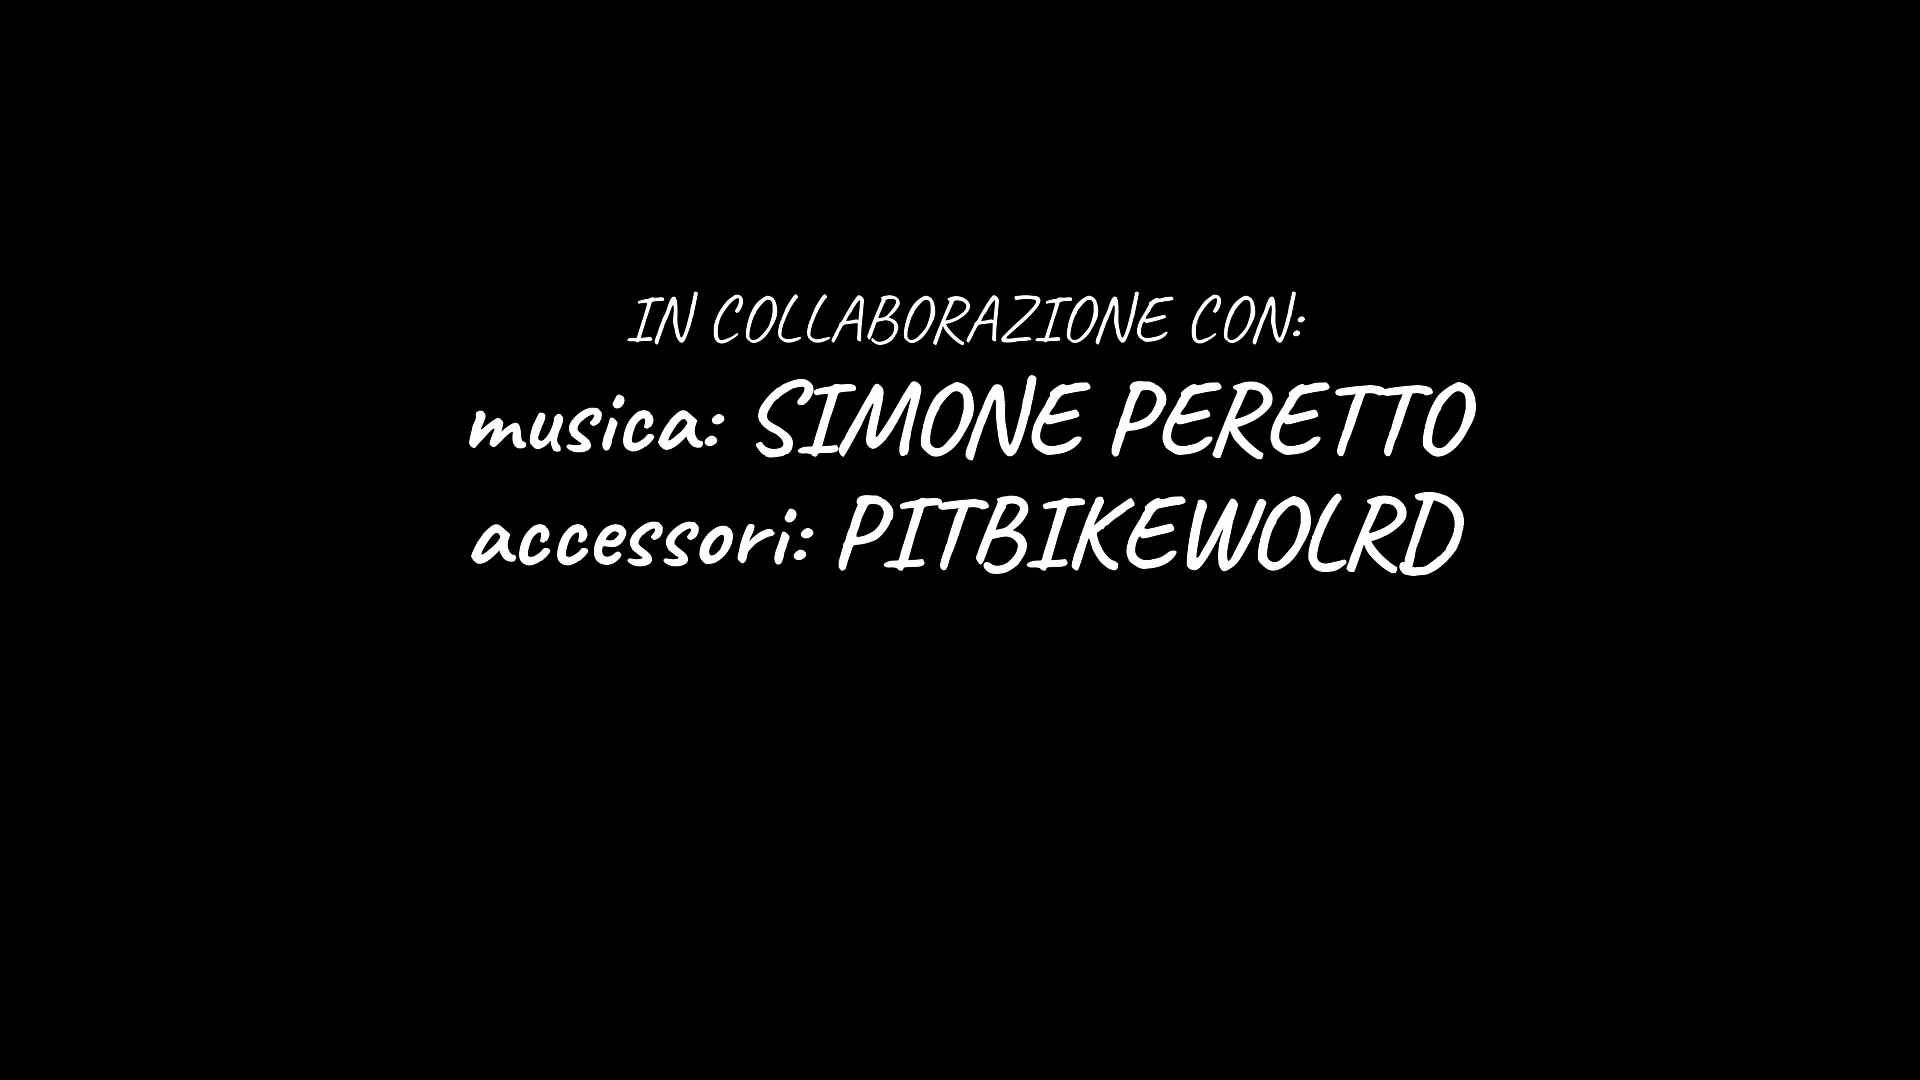 IN COLLABORAZIONE CON:
musica: SIMONE PERETTO
accessori: PITBIKEWOLRD